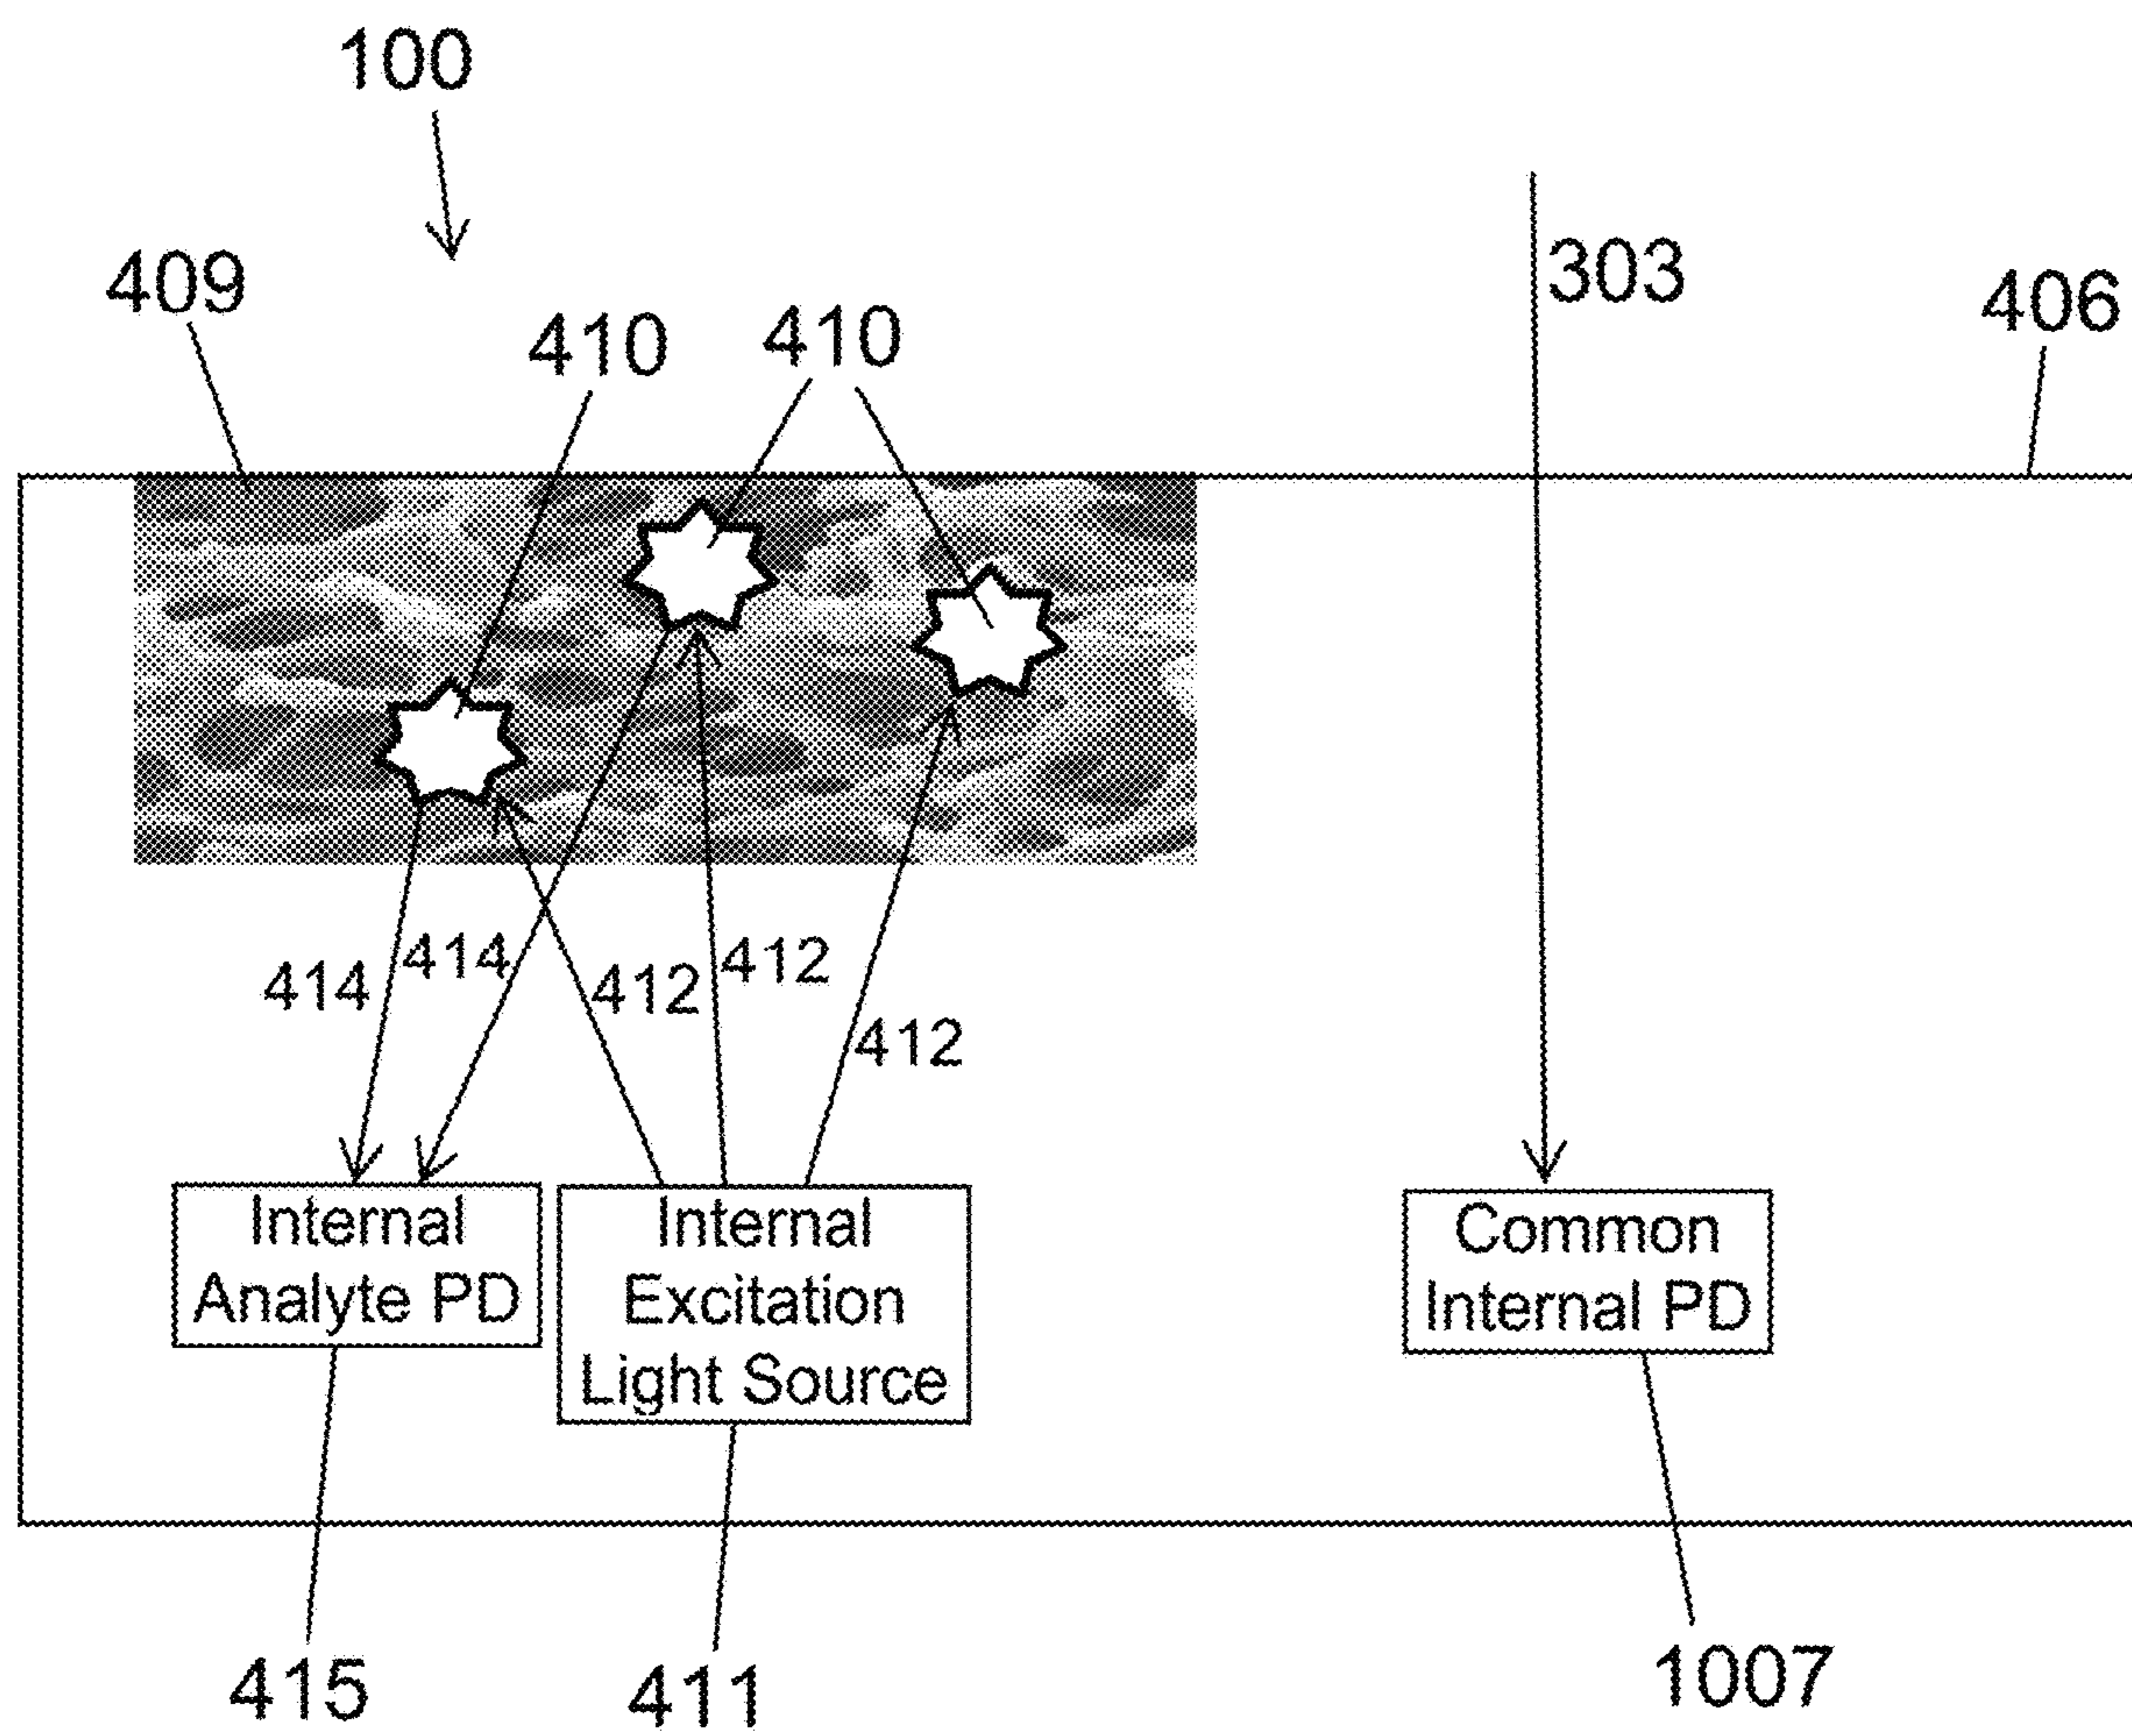 100
409
410
410
303
406
414
414
412
412
412
Internal
Analyte PD
Internal
Excitation
Light Source
Common
Internal PD
415
411
1007